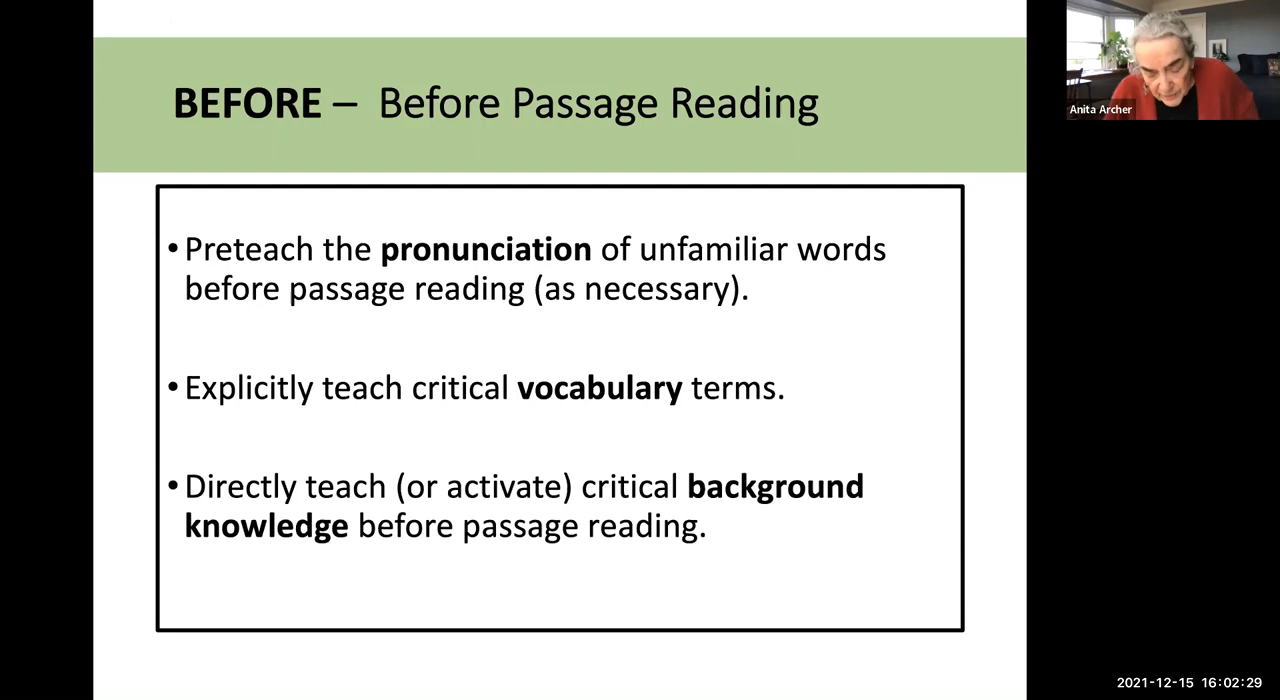 BEFORE – Before Passage Reading
Anita Archer
• Preteach the pronunciation of unfamiliar words
before passage reading (as necessary).
• Explicitly teach critical vocabulary terms.
• Directly teach (or activate) critical background
knowledge before passage reading.
2021-12-15 16:02:29